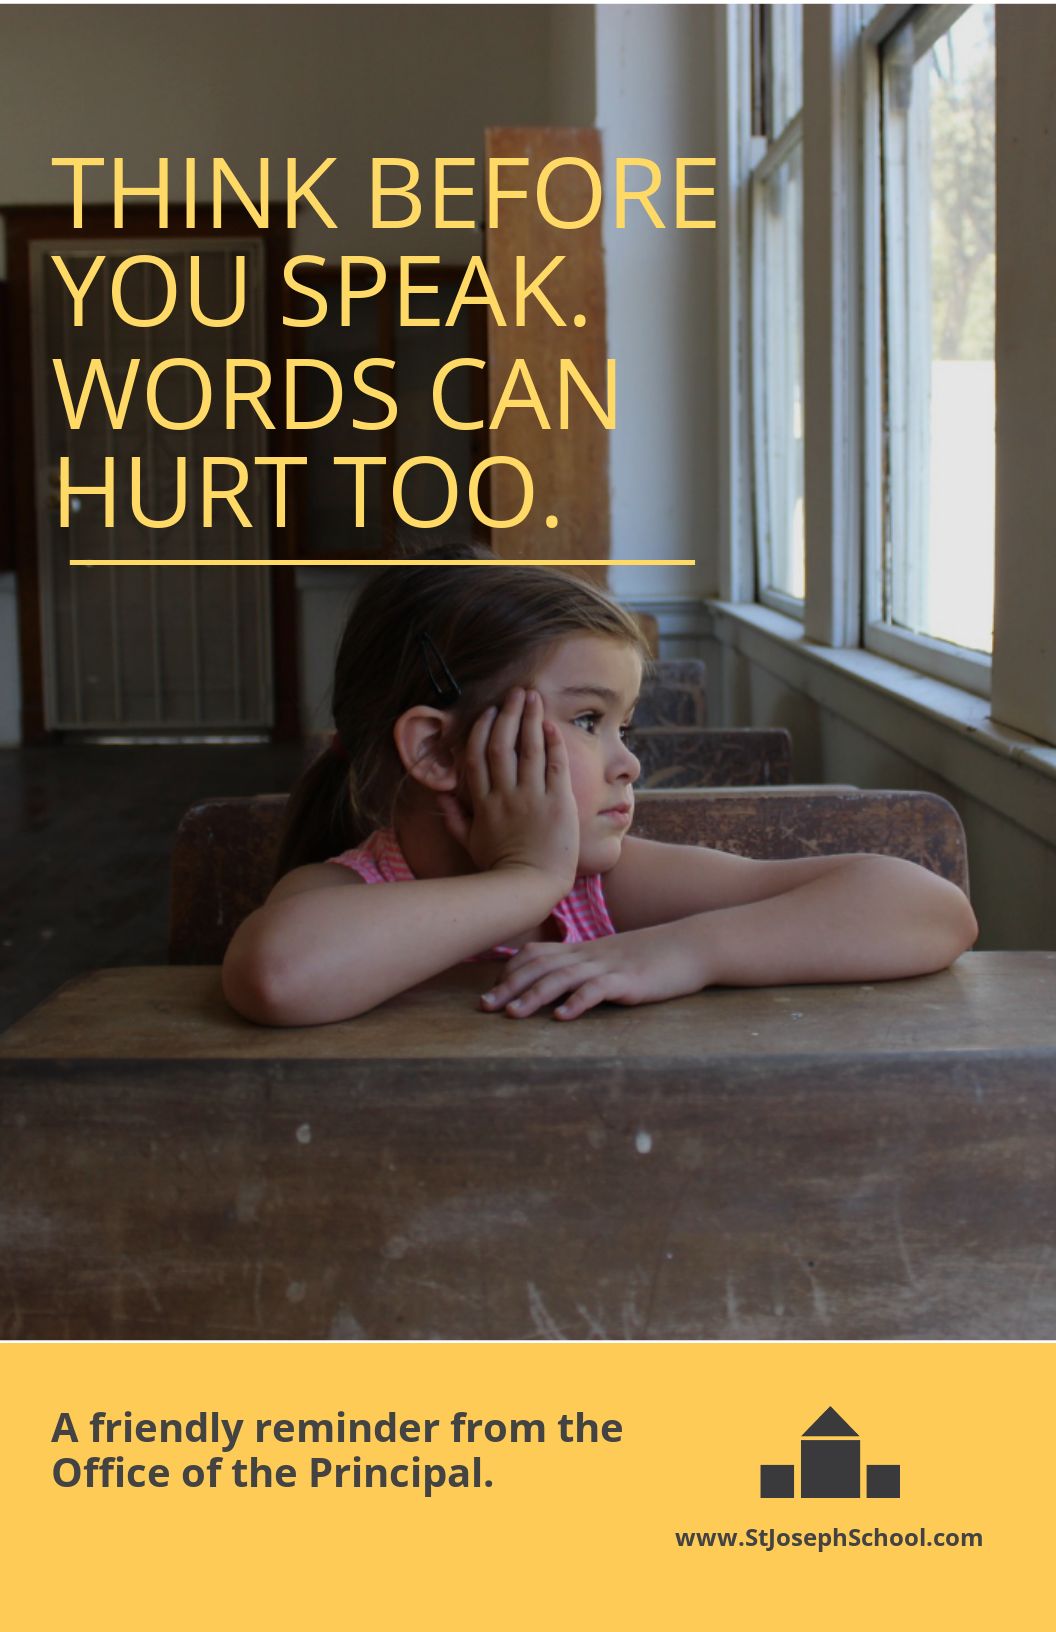 THINK BEFORE
YOU SPEAK.
WORDS CAN
HURT TOO.
A friendly reminder from the
Office of the Principal.
www.StJosephSchool.com